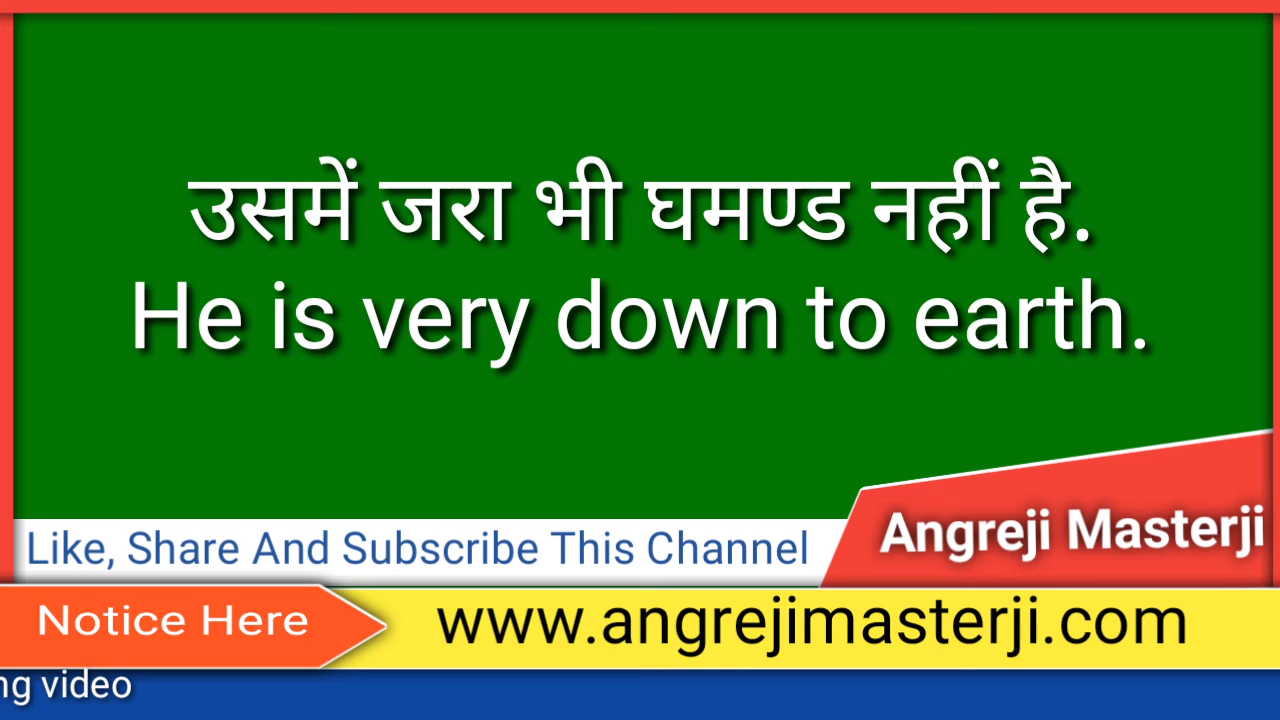 उसमें जरा भी घमण्ड नहीं है.
He is very down to earth.
Angreji Masterji
Like, Share And Subscribe This Channel
Notice Here
www.angrejimasterji.com
video